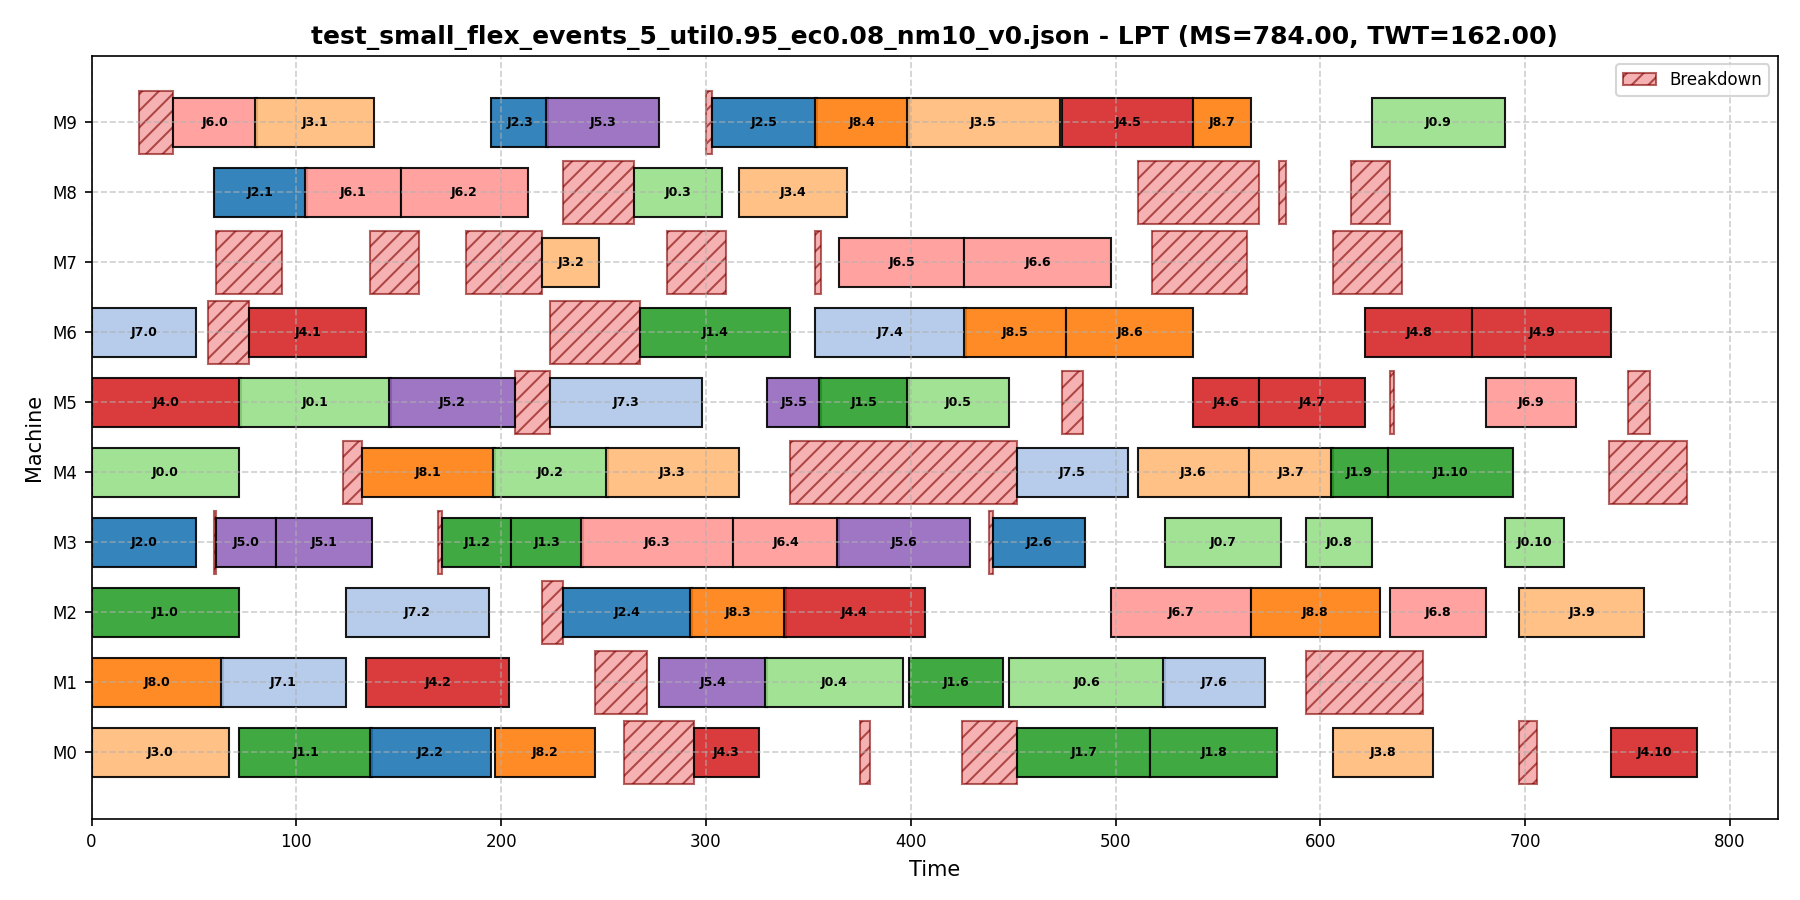 test_small_flex_events_5_util0.95_ec0.08_nm10_v0.json - LPT (MS=784.00, TWT=162.00)
Breakdown
M9 J6.0 J3.1 J2.3 J5.3 J2.5 J8.4 J3.5 J4.5 J8.7 J0.9
M8 J2.1 J6.1 J6.2 J0.3 J3.4
M7 J3.2 J6.5 J6.6
M6 J7.0 J4.1 J1.4 J7.4 J8.5 J8.6 J4.8 J4.9
M5 J4.0 J0.1 J5.2 J7.3 J5.5 J1.5 J0.5 J4.6 J4.7 J6.9
M4 J0.0 J8.1 J0.2 J3.3 J7.5 J3.6 J3.7 J1.9 J1.10
M3 J2.0 J5.0 J5.1 J1.2 J1.3 J6.3 J6.4 J5.6 J2.6 J0.7 J0.8 J0.10
M2 J1.0 J7.2 J2.4 J8.3 J4.4 J6.7 J8.8 J6.8 J3.9
M1 J8.0 J7.1 J4.2 J5.4 J0.4 J1.6 J0.6 J7.6
M0 J3.0 J1.1 J2.2 J8.2 J4.3 J1.7 J1.8 J3.8 J4.10
0 100 200 300 400 500 600 700 800
Time
Machine